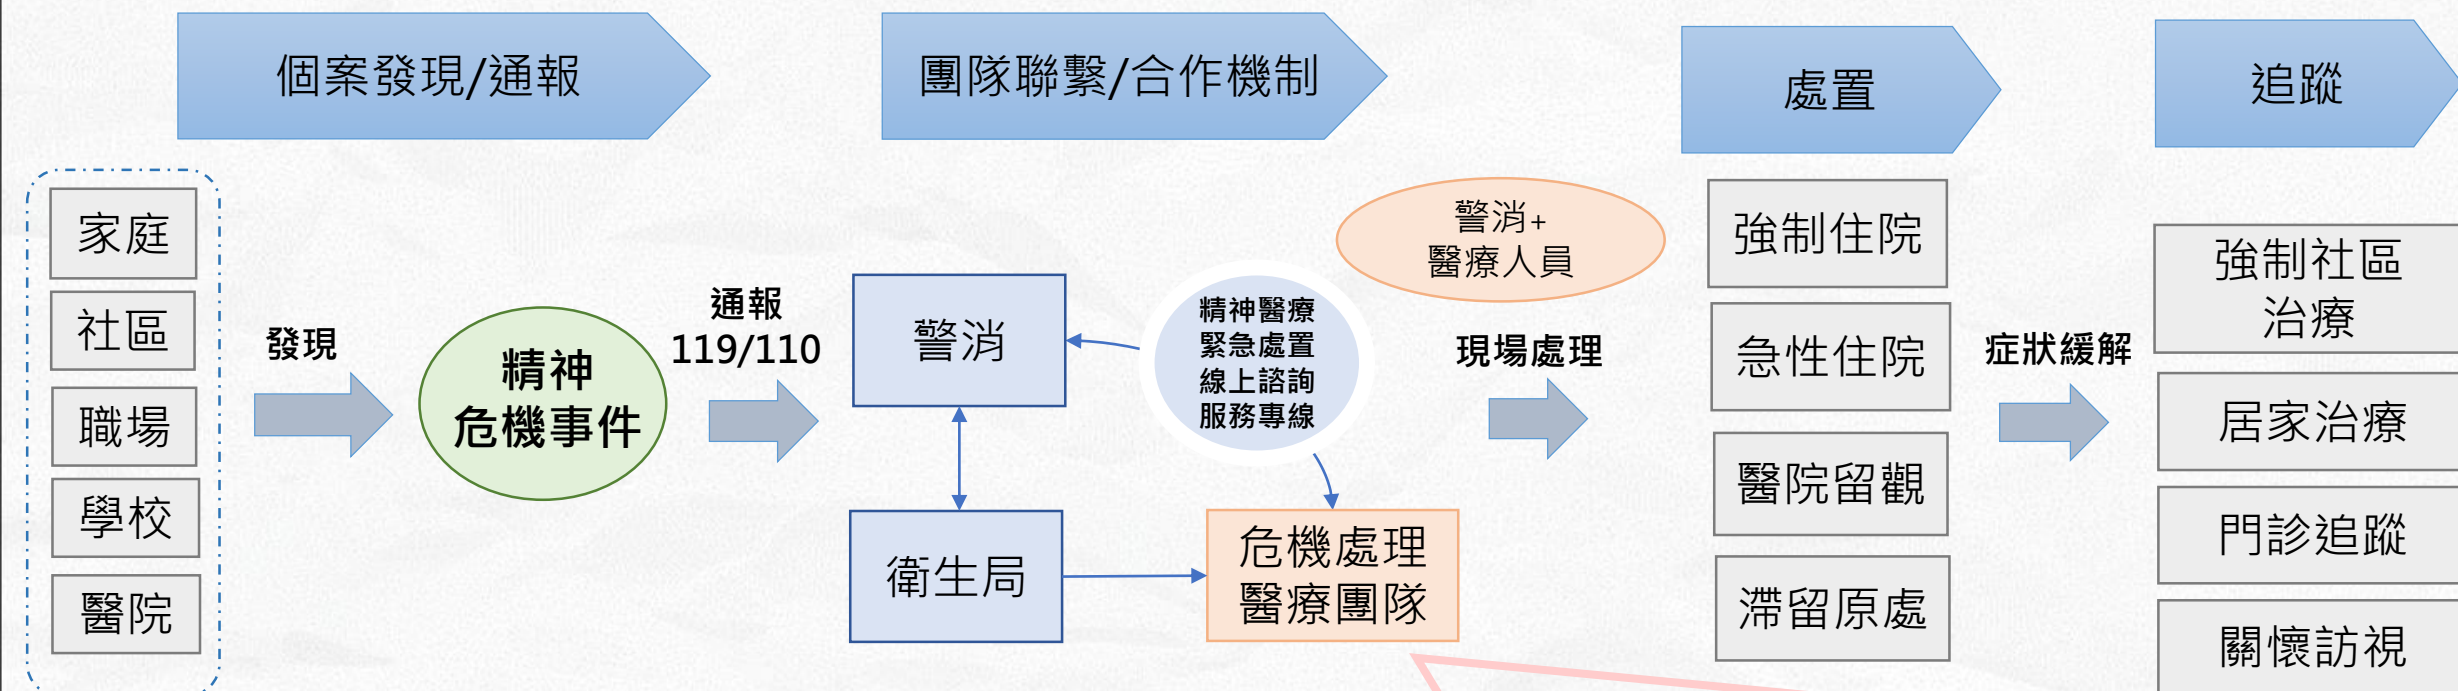 個案發現/通報
團隊聯繫/合作機制
處置
追蹤
家庭
社區
職場
學校
醫院
發現
精神
危機事件
通報
119/110
警消
衛生局
精神醫療
緊急處置
線上諮詢
服務專線
危機處理
醫療團隊
警消+
醫療人員
現場處理
強制住院
急性住院
醫院留觀
滯留原處
症狀緩解
強制社區
治療
居家治療
門診追蹤
關懷訪視